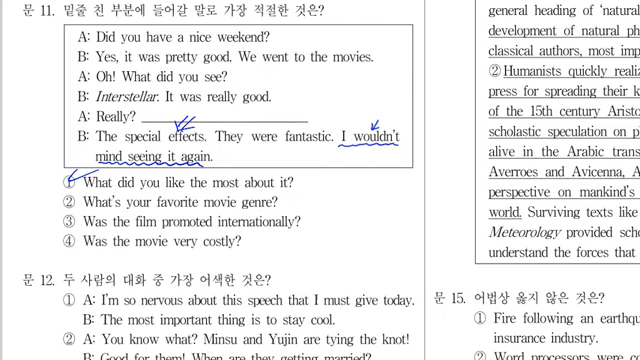 문 11. 밑줄 친 부분에 들어갈 말로 가장 적절한 것은?
A: Did you have a nice weekend?
B: Yes, it was pretty good. We went to the movies.
A: Oh! What did you see?
B: Interstellar. It was really good.
A: Really?
B: The special effects. They were fantastic. I wouldn't
mind seeing it again.
① What did you like the most about it?
② What's your favorite movie genre?
③ Was the film promoted internationally?
④ Was the movie very costly?
문 12. 두 사람의 대화 중 가장 어색한 것은?
① A: I'm so nervous about this speech that I must give today.
B: The most important thing is to stay cool.
② A: You know what? Minsu and Yujin are tying the knot!
B: Good for them! When are they getting married?
general heading of 'natural
development of natural ph
classical authors, most imp
② Humanists quickly realiz
press for spreading their k
of the 15th century Aristo
scholastic speculation on p
alive in the Arabic trans
Averroes and Avicenna, A
perspective on mankind's
world. Surviving texts like
Meteorology provided scho
understand the forces that
문 15. 어법상 옳지 않은 것은?
① Fire following an earthqu
insurance industry.
② Word processors were co